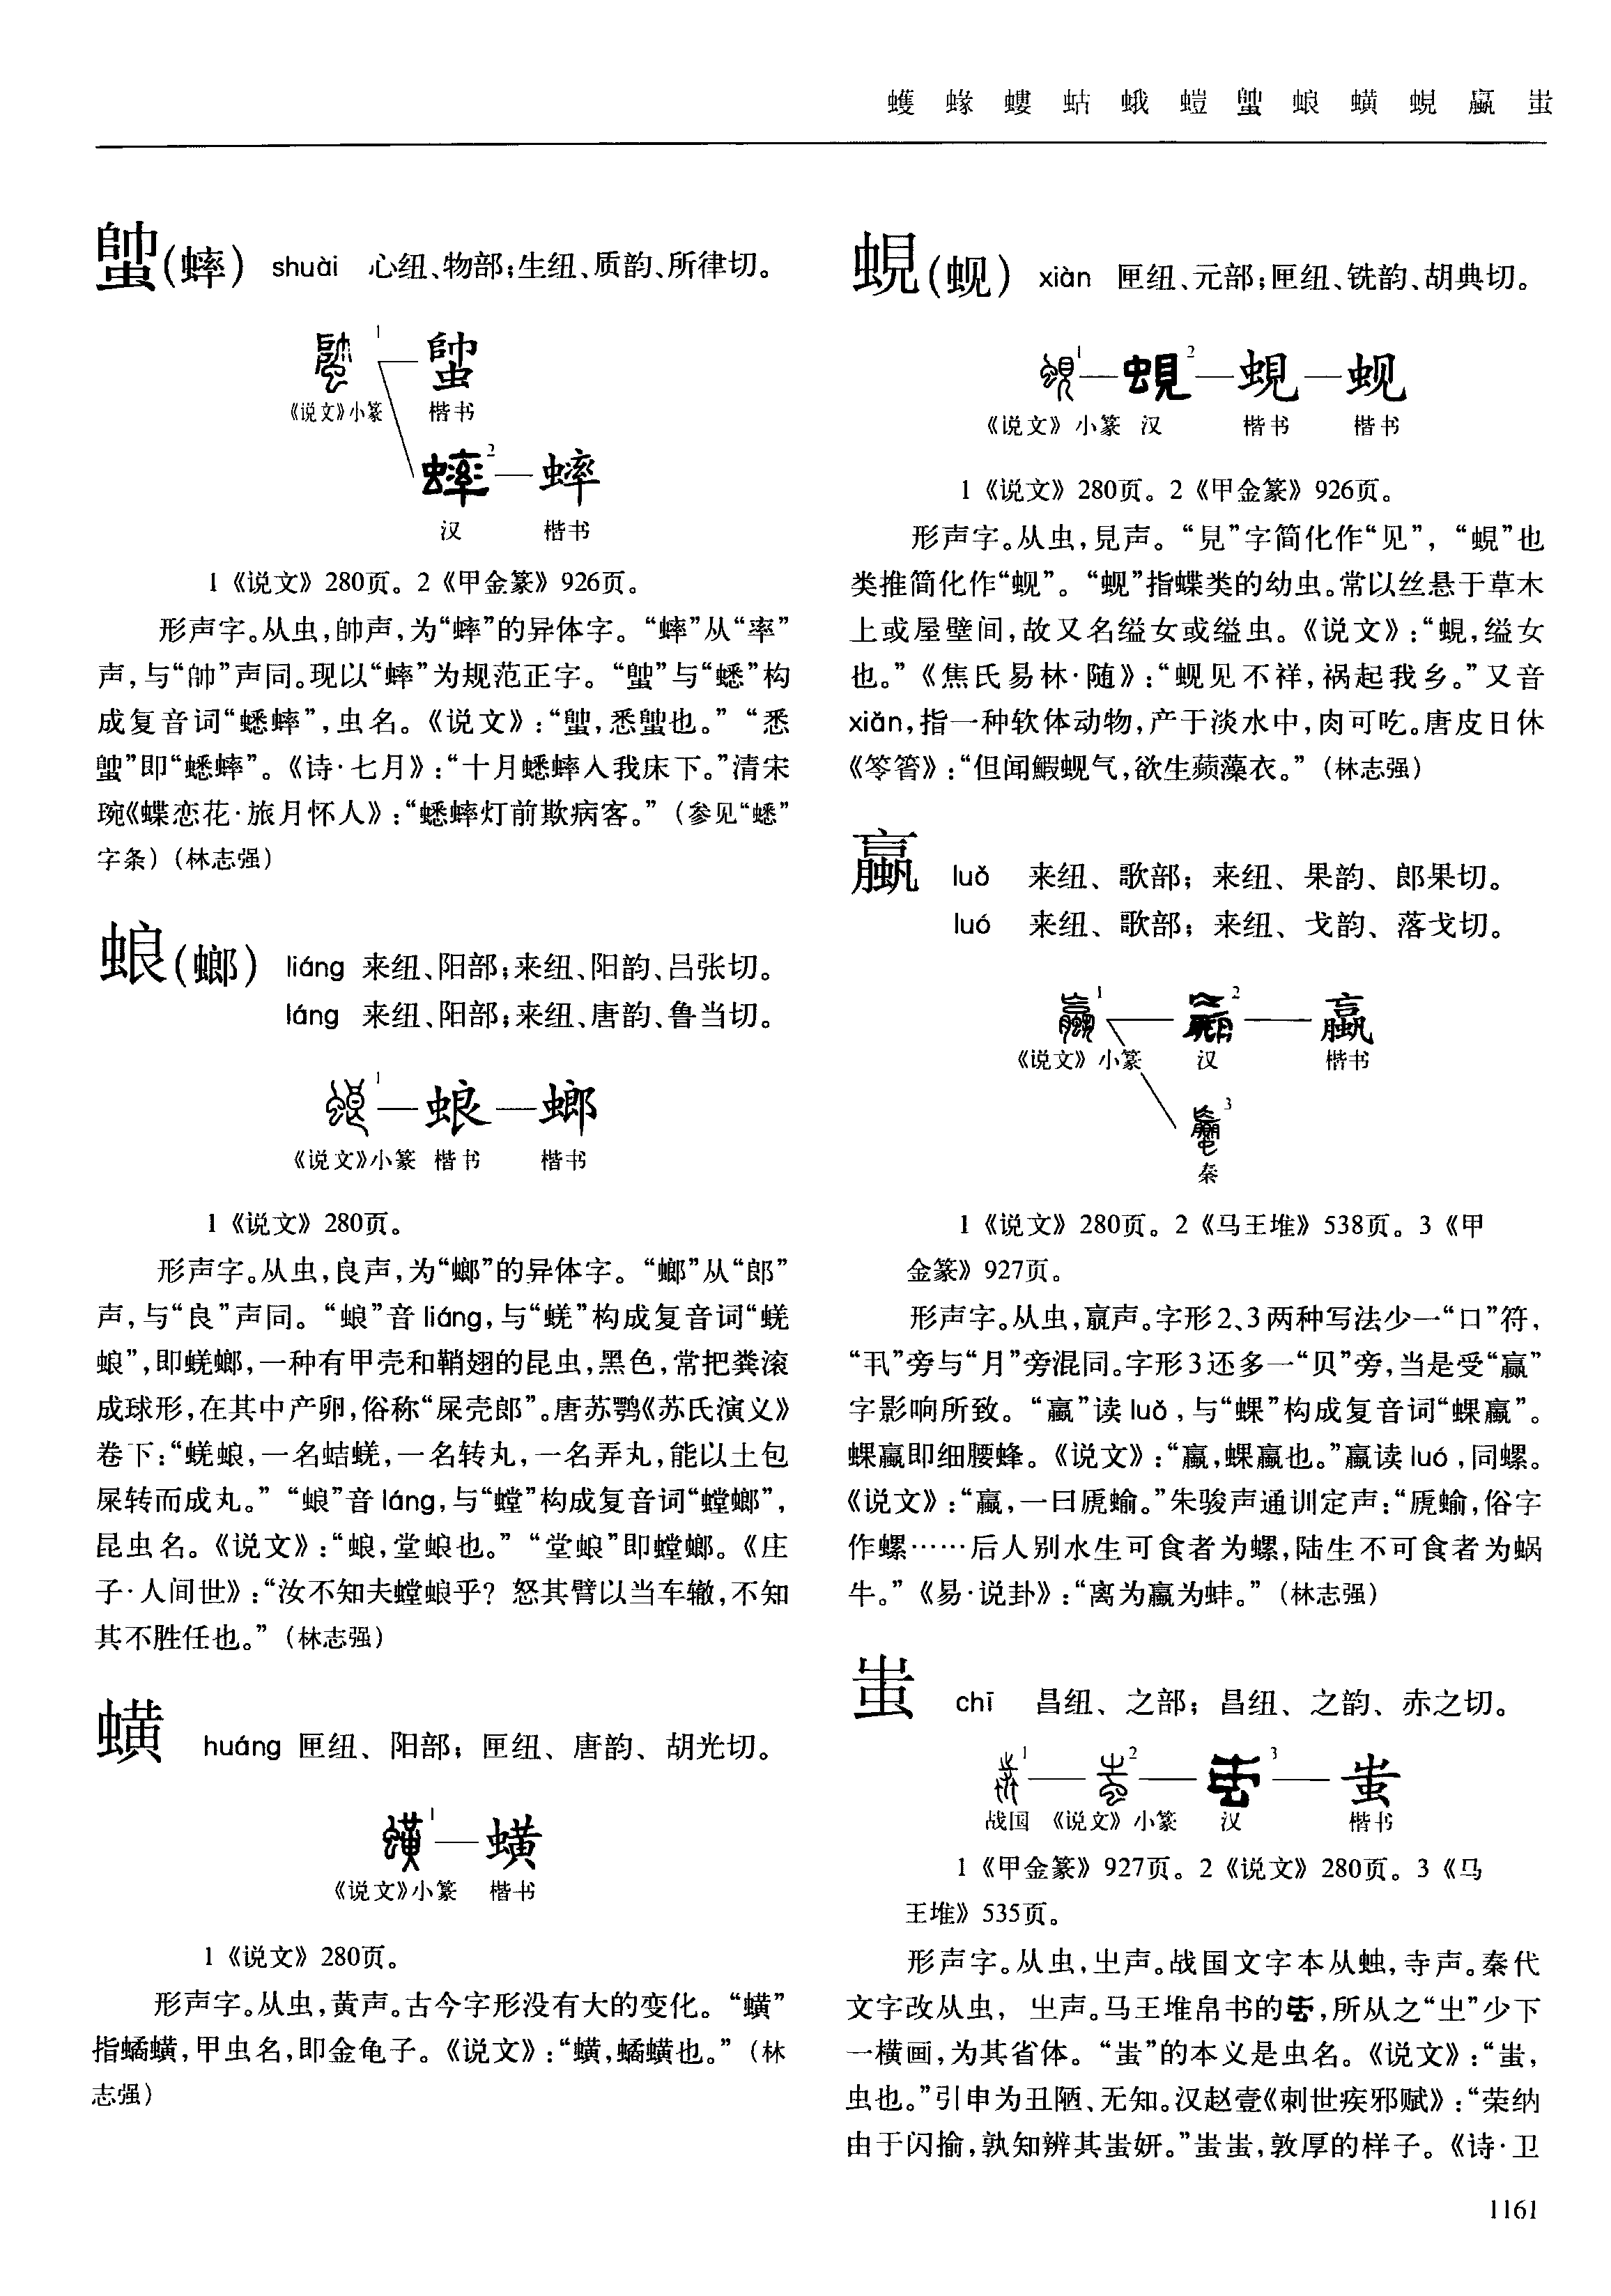 蠖 蝝 螻 蛄 蛾 螘 䘦 蜋 蟥 蜆 蠃 蚩
䘦(蟀) shuài 心纽、物部;生纽、质韵、所律切。
1
《说文》小篆 楷书
2
蟀 蟀
汉 楷书
1《说文》280页。2《甲金篆》926页。
形声字。从虫,帥声,为“蟀”的异体字。“蟀”从“率”
声,与“帥”声同。现以“蟀”为规范正字。“䘦”与“蟋”构
成复音词“蟋蟀”,虫名。《说文》:“䘦,悉䘦也。”“悉
䘦”即“蟋蟀”。《诗·七月》:“十月蟋蟀入我床下。”清宋
琬《蝶恋花·旅月怀人》:“蟋蟀灯前欺病客。”(参见“蟋”
字条)(林志强)
蜋(螂) liáng 来纽、阳部;来纽、阳韵、吕张切。
láng 来纽、阳部;来纽、唐韵、鲁当切。
蜋1—蜋—螂
《说文》小篆 楷书 楷书
1《说文》280页。
形声字。从虫,良声,为“螂”的异体字。“螂”从“郎”
声,与“良”声同。“蜋”音liáng,与“蜣”构成复音词“蜣
蜋”,即蜣螂,一种有甲壳和鞘翅的昆虫,黑色,常把粪滚
成球形,在其中产卵,俗称“屎壳郎”。唐苏鹗《苏氏演义》
卷下:“蜣蜋,一名蛣蜣,一名转丸,一名弄丸,能以土包
屎转而成丸。”“蜋”音láng,与“螳”构成复音词“螳螂”,
昆虫名。《说文》:“蜋,堂蜋也。”“堂蜋”即螳螂。《庄
子·人间世》:“汝不知夫螳蜋乎?怒其臂以当车辙,不知
其不胜任也。”(林志强)
蟥 huáng 匣纽、阳部;匣纽、唐韵、胡光切。
蟥1—蟥
《说文》小篆 楷书
1《说文》280页。
形声字。从虫,黄声。古今字形没有大的变化。“蟥”
指蟜蟥,甲虫名,即金龟子。《说文》:“蟥,蟜蟥也。”(林
志强)
蜆(蚬) xiàn 匣纽、元部;匣纽、铣韵、胡典切。
蜆1—蜆2—蜆—蚬
《说文》小篆 汉 楷书 楷书
1《说文》280页。2《甲金篆》926页。
形声字。从虫,見声。“見”字简化作“见”,“蜆”也
类推简化作“蚬”。“蚬”指蝶类的幼虫。常以丝悬于草木
上或屋壁间,故又名缢女或缢虫。《说文》:“蜆,缢女
也。”《焦氏易林·随》:“蚬见不祥,祸起我乡。”又音
xiǎn,指一种软体动物,产于淡水中,肉可吃。唐皮日休
《笭箵》:“但闻鰕蚬气,欲生蘋藻衣。”(林志强)
蠃 luǒ 来纽、歌部;来纽、果韵、郎果切。
luó 来纽、歌部;来纽、戈韵、落戈切。
蠃1—蠃2—蠃
《说文》小篆 汉 楷书
蠃3
秦
1《说文》280页。2《马王堆》538页。3《甲
金篆》927页。
形声字。从虫,𣎆声。字形2、3两种写法少一“口”符,
“丮”旁与“月”旁混同。字形3还多一“贝”旁,当是受“赢”
字影响所致。“蠃”读luǒ,与“蜾”构成复音词“蜾蠃”。
蜾蠃即细腰蜂。《说文》:“蠃,蜾蠃也。”蠃读luó,同螺。
《说文》:“蠃,一曰虒蝓。”朱骏声通训定声:“虒蝓,俗字
作螺……后人别水生可食者为螺,陆生不可食者为蜗
牛。”《易·说卦》:“离为蠃为蚌。”(林志强)
蚩 chī 昌纽、之部;昌纽、之韵、赤之切。
蚩1—蚩2—蚩3—蚩
战国 《说文》小篆 汉 楷书
1《甲金篆》927页。2《说文》280页。3《马
王堆》535页。
形声字。从虫,㞢声。战国文字本从䖵,寺声。秦代
文字改从虫,㞢声。马王堆帛书的蚩,所从之“㞢”少下
一横画,为其省体。“蚩”的本义是虫名。《说文》:“蚩,
虫也。”引申为丑陋、无知。汉赵壹《刺世疾邪赋》:“荣纳
由于闪揄,孰知辨其蚩妍。”蚩蚩,敦厚的样子。《诗·卫
1161